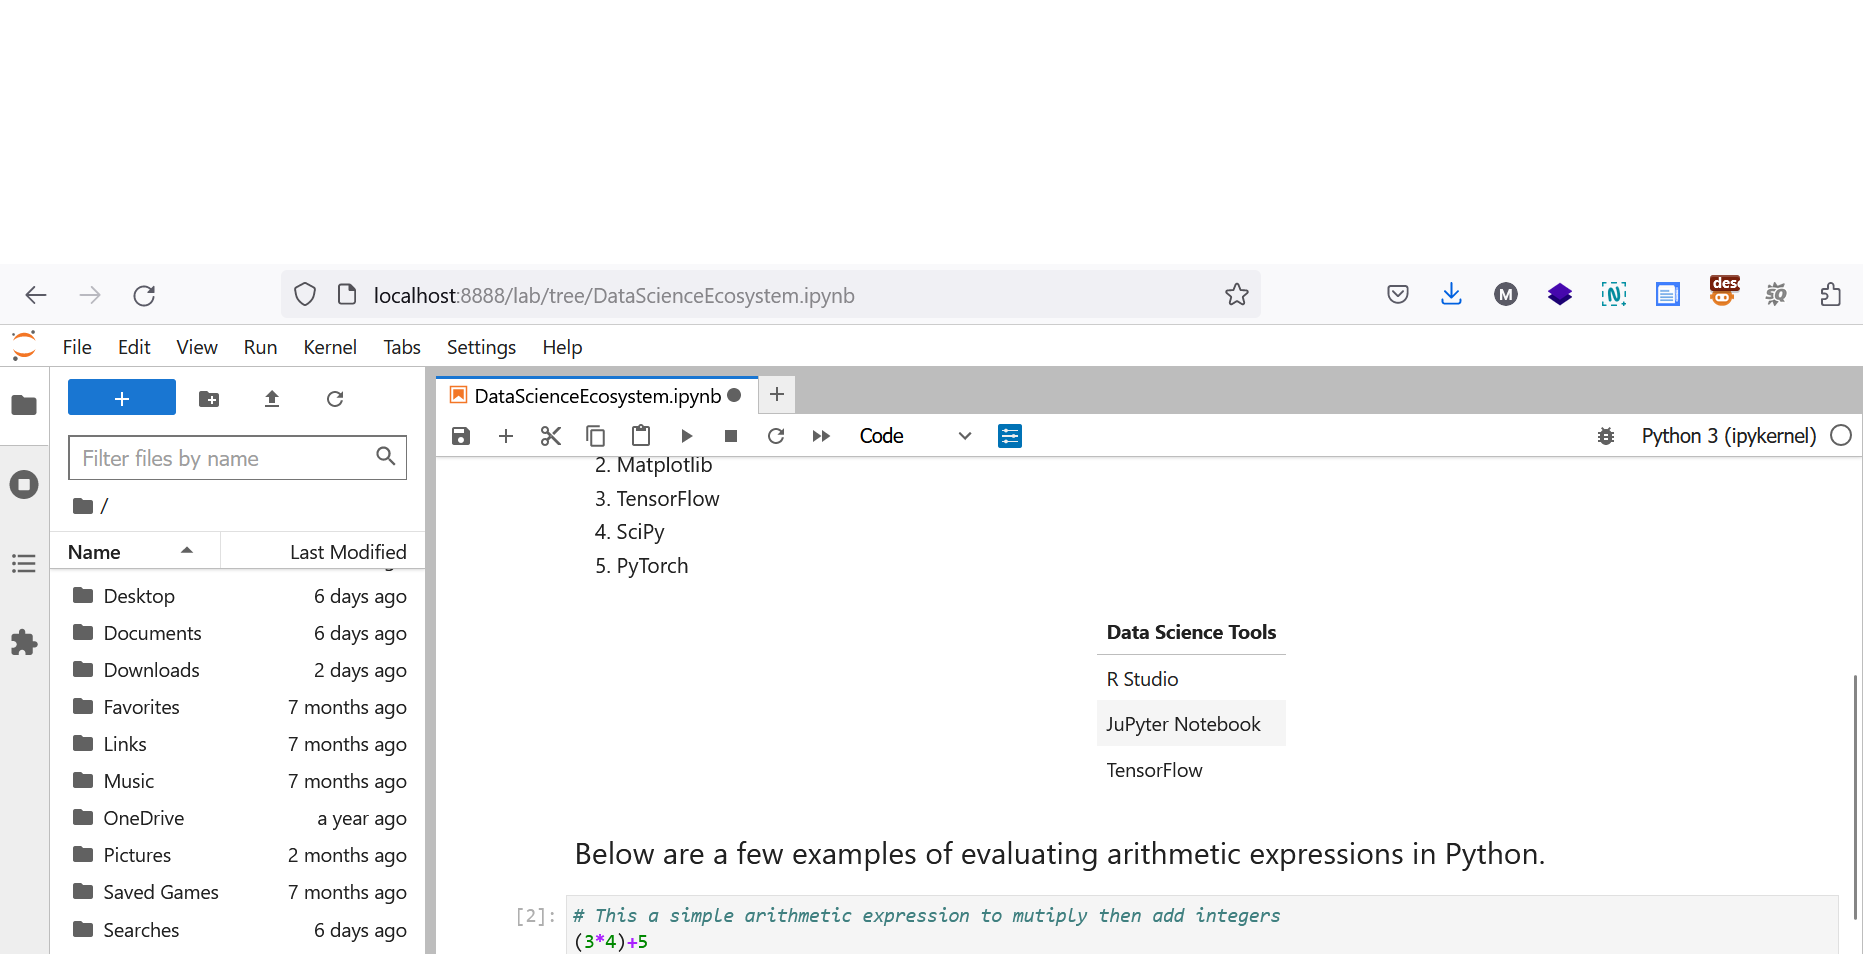 localhost:8888/lab/tree/DataScienceEcosystem.ipynb
M
N
des
File Edit View Run Kernel Tabs Settings Help
+
DataScienceEcosystem.ipynb
+
Code
Python 3 (ipykernel)
Filter files by name
/
Name Last Modified
Desktop 6 days ago
Documents 6 days ago
Downloads 2 days ago
Favorites 7 months ago
Links 7 months ago
Music 7 months ago
OneDrive a year ago
Pictures 2 months ago
Saved Games 7 months ago
Searches 6 days ago
2. Matplotlib
3. TensorFlow
4. SciPy
5. PyTorch
Data Science Tools
R Studio
JuPyter Notebook
TensorFlow
Below are a few examples of evaluating arithmetic expressions in Python.
[2]: # This a simple arithmetic expression to mutiply then add integers
(3*4)+5